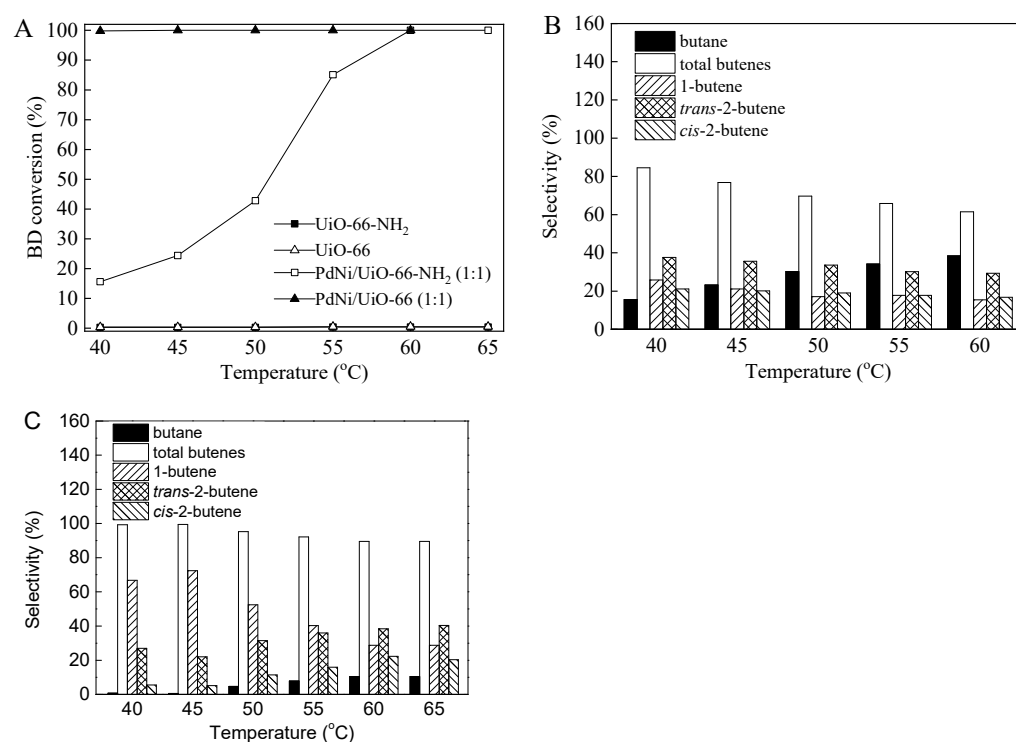 A
BD conversion (%)
100
90
80
70
60
50
40
30
20
10
0
UiO-66-NH₂
UiO-66
PdNi/UiO-66-NH₂ (1:1)
PdNi/UiO-66 (1:1)
40 45 50 55 60 65
Temperature (°C)
B
Selectivity (%)
160
140
120
100
80
60
40
20
0
butane
total butenes
1-butene
trans-2-butene
cis-2-butene
40 45 50 55 60
Temperature (°C)
C
Selectivity (%)
160
140
120
100
80
60
40
20
0
butane
total butenes
1-butene
trans-2-butene
cis-2-butene
40 45 50 55 60 65
Temperature (°C)